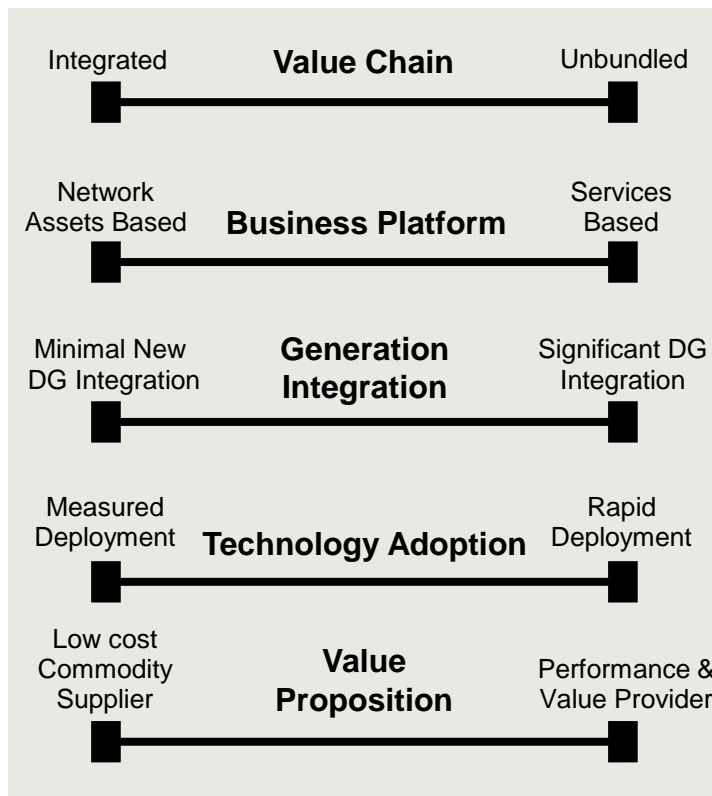 Integrated
Value Chain
Unbundled
Network
Assets Based
Business Platform
Services
Based
Minimal New
DG Integration
Generation
Integration
Significant DG
Integration
Measured
Deployment
Technology Adoption
Rapid
Deployment
Low cost
Commodity
Supplier
Value
Proposition
Performance &
Value Provider